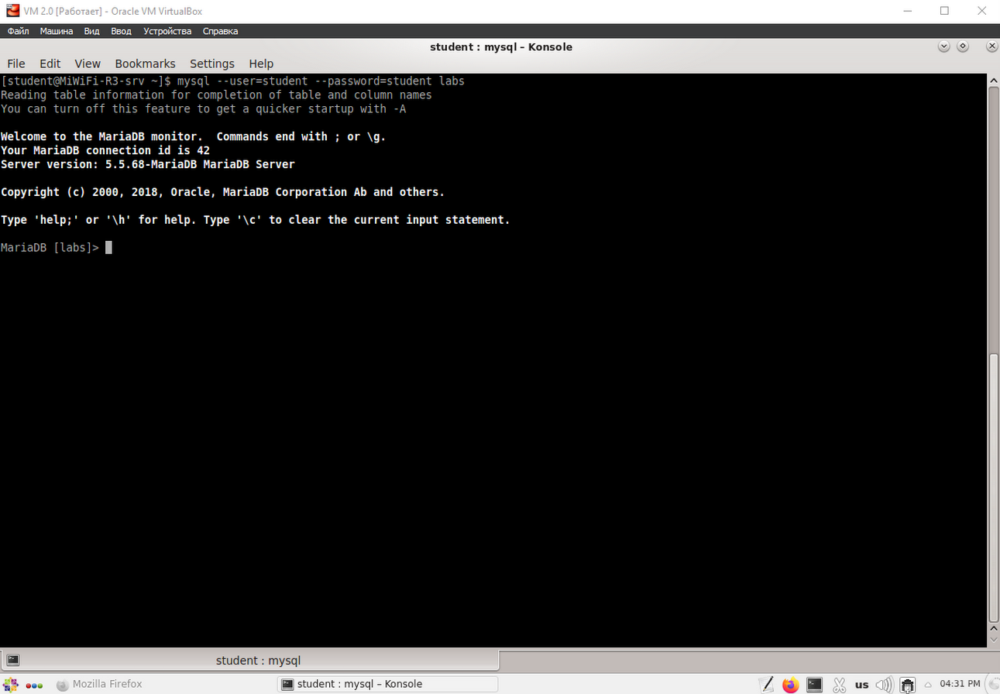 VM 2.0 [Работает] - Oracle VM VirtualBox
Файл Машина Вид Ввод Устройства Справка
student : mysql – Konsole
File Edit View Bookmarks Settings Help
[student@MiWiFi-R3-srv ~]$ mysql --user=student --password=student labs
Reading table information for completion of table and column names
You can turn off this feature to get a quicker startup with -A
Welcome to the MariaDB monitor.  Commands end with ; or \g.
Your MariaDB connection id is 42
Server version: 5.5.68-MariaDB MariaDB Server
Copyright (c) 2000, 2018, Oracle, MariaDB Corporation Ab and others.
Type 'help;' or '\h' for help. Type '\c' to clear the current input statement.
MariaDB [labs]>
student : mysql
Mozilla Firefox student : mysql – Konsole us 04:31 PM